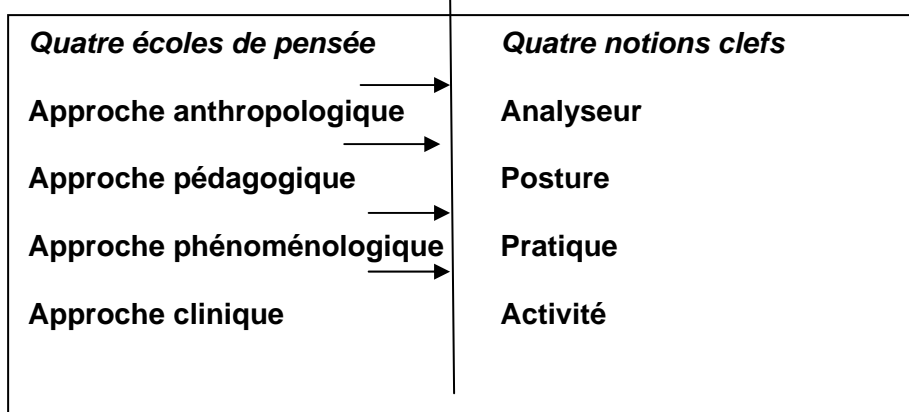 Quatre écoles de pensée
Quatre notions clefs
Approche anthropologique
Analyseur
Approche pédagogique
Posture
Approche phénoménologique
Pratique
Approche clinique
Activité